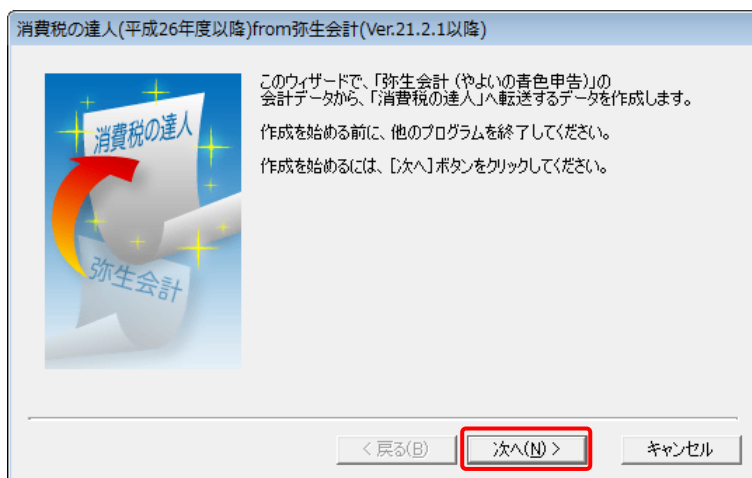 消費税の達人(平成26年度以降)from弥生会計(Ver.21.2.1以降)
このウィザードで、「弥生会計 (やよいの青色申告)」の
会計データから、「消費税の達人」へ転送するデータを作成します。
作成を始める前に、他のプログラムを終了してください。
作成を始めるには、[次へ]ボタンをクリックしてください。
消費税の達人
弥生会計
< 戻る(B)
次へ(N) >
キャンセル